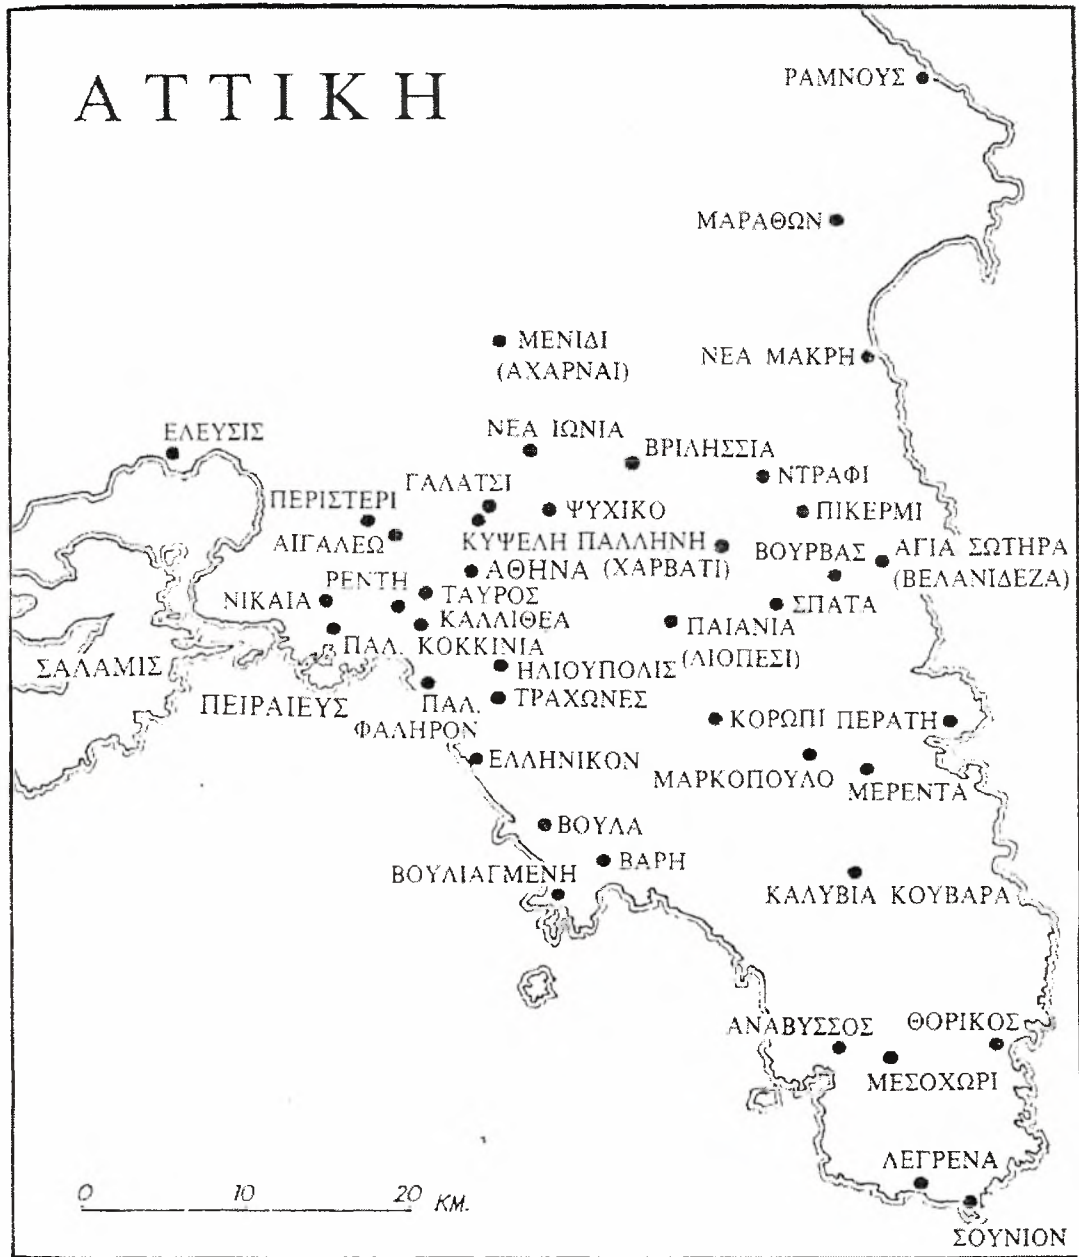 ΑΤΤΙΚΗ
ΡΑΜΝΟΥΣ
ΜΑΡΑΘΩΝ
ΜΕΝΙΔΙ
(ΑΧΑΡΝΑΙ)
ΝΕΑ ΜΑΚΡΗ
ΕΛΕΥΣΙΣ
ΝΕΑ ΙΩΝΙΑ
ΒΡΙΛΗΣΣΙΑ
ΝΤΡΑΦΙ
ΓΑΛΑΤΣΙ
ΠΕΡΙΣΤΕΡΙ
ΨΥΧΙΚΟ
ΠΙΚΕΡΜΙ
ΑΙΓΑΛΕΩ
ΚΥΨΕΛΗ
ΠΑΛΛΗΝΗ
(ΧΑΡΒΑΤΙ)
ΒΟΥΡΒΑΣ
ΑΓΙΑ ΣΩΤΗΡΑ
(ΒΕΛΑΝΙΔΕΖΑ)
ΑΘΗΝΑ
ΡΕΝΤΗ
ΤΑΥΡΟΣ
ΝΙΚΑΙΑ
ΣΠΑΤΑ
ΚΑΛΛΙΘΕΑ
ΠΑΙΑΝΙΑ
(ΛΙΟΠΕΣΙ)
ΠΑΛ. ΚΟΚΚΙΝΙΑ
ΣΑΛΑΜΙΣ
ΗΛΙΟΥΠΟΛΙΣ
ΠΕΙΡΑΙΕΥΣ
ΠΑΛ.
ΦΑΛΗΡΟΝ
ΤΡΑΧΩΝΕΣ
ΚΟΡΩΠΙ
ΠΕΡΑΤΗ
ΕΛΛΗΝΙΚΟΝ
ΜΑΡΚΟΠΟΥΛΟ
ΜΕΡΕΝΤΑ
ΒΟΥΛΑ
ΒΑΡΗ
ΒΟΥΛΙΑΓΜΕΝΗ
ΚΑΛΥΒΙΑ ΚΟΥΒΑΡΑ
ΑΝΑΒΥΣΣΟΣ
ΘΟΡΙΚΟΣ
ΜΕΣΟΧΩΡΙ
ΛΕΓΡΕΝΑ
ΣΟΥΝΙΟΝ
0 10 20 KM.